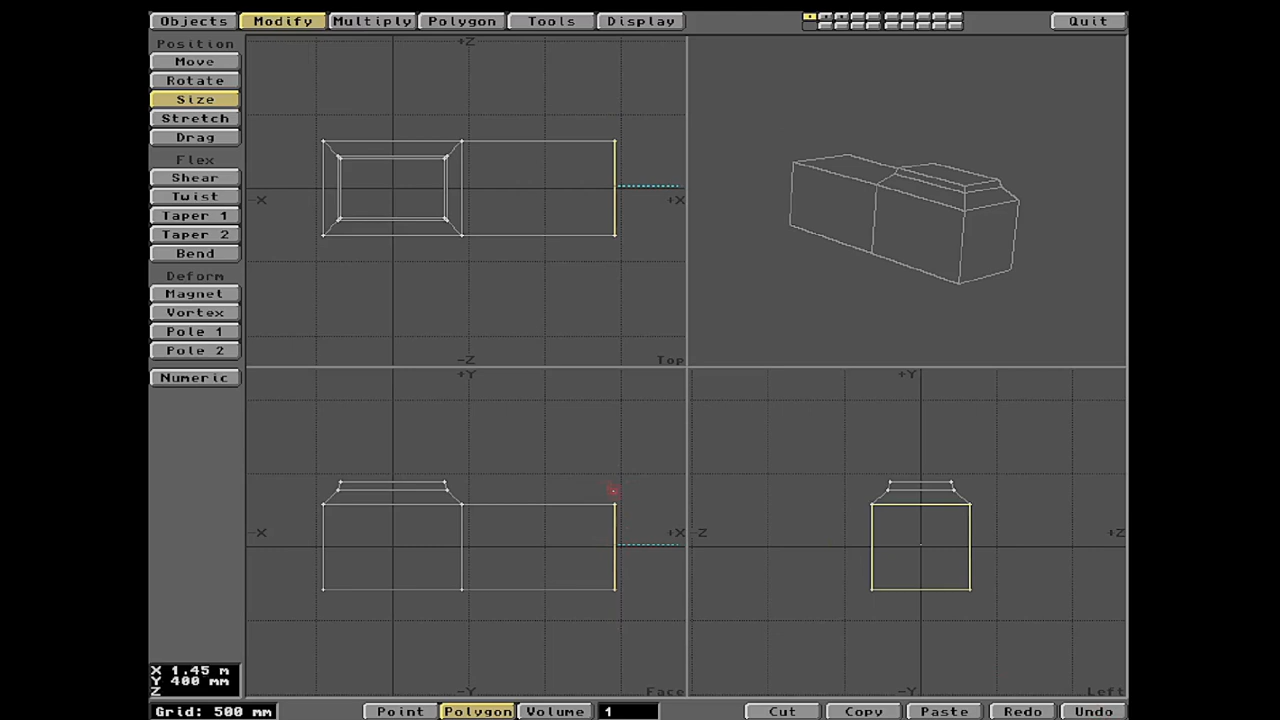 Objects Modify Multiply Polygon Tools Display Quit
Position
Move
Rotate
Size
Stretch
Drag
Flex
Shear
Twist
Taper 1
Taper 2
Bend
Deform
Magnet
Vortex
Pole 1
Pole 2
Numeric
+Z
-X +X
-Z Top
+Y +Y
-X +X -Z +Z
-Y Face -Y Left
X 1.45 m
Y 400 mm
Z
Grid: 500 mm Point Polygon Volume 1 Cut Copy Paste Redo Undo